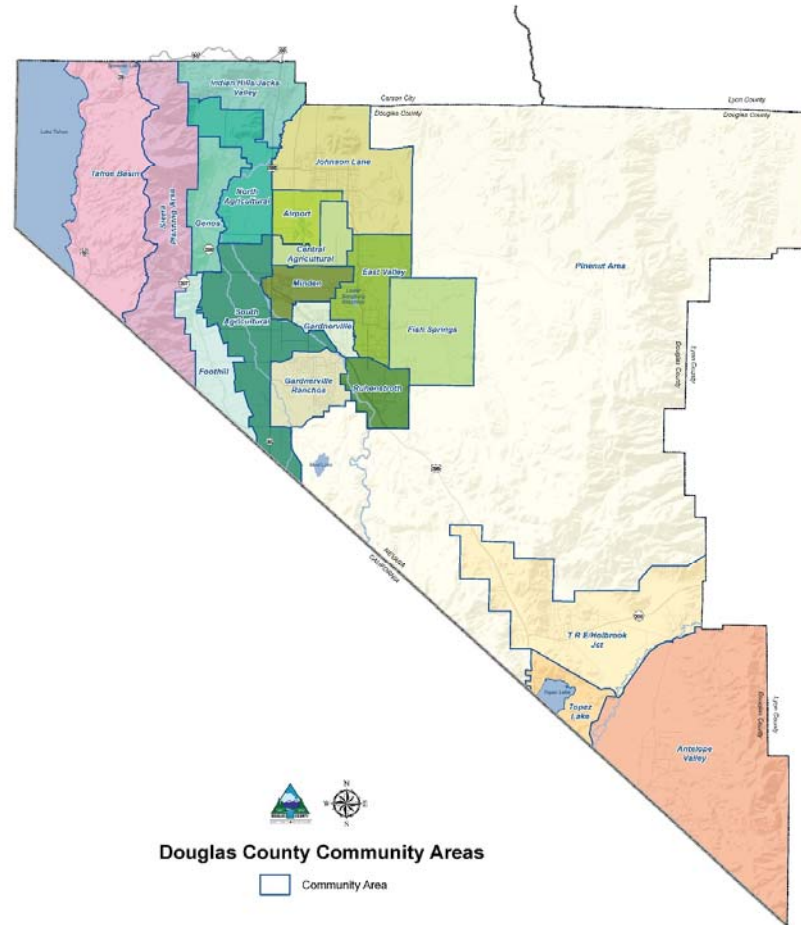 Indian Hills/Jacks
Valley
Carson City
Douglas County
Lyon County
Douglas County
Lake Tahoe
Tahoe Basin
Sierra
Planning Area
Johnson Lane
North
Agricultural
Genoa
Airport
Central
Agricultural
East Valley
Pinenut Area
Minden
South
Agricultural
Gardnerville
Fish Springs
Lyon County
Douglas County
Foothill
Gardnerville
Ranchos
Ruhenstroth
NEVADA
CALIFORNIA
T R E/Holbrook
Jct
Topaz Lake
Topaz
Lake
Lyon County
Douglas County
Antelope
Valley
N
W
E
Douglas County Community Areas
Community Area